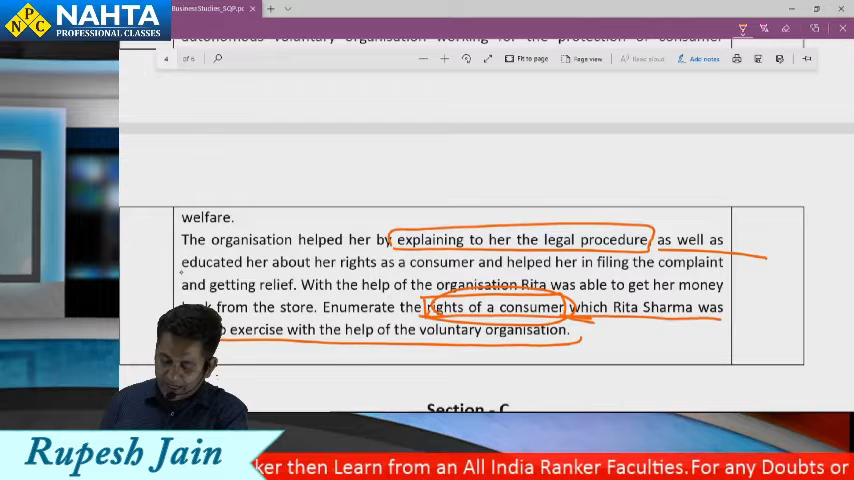 NPC
NAHTA
PROFESSIONAL CLASSES
BusinessStudies_SQP.pc
autonomous voluntary organisation working for the protection of consumer
4 of 6
Fit to page
Page view
Read aloud
Add notes
welfare.
The organisation helped her by explaining to her the legal procedure as well as
educated her about her rights as a consumer and helped her in filing the complaint
and getting relief. With the help of the organisation Rita was able to get her money
from the store. Enumerate the rights of a consumer which Rita Sharma was
exercise with the help of the voluntary organisation.
Section - C
Rupesh Jain
ker then Learn from an All India Ranker Faculties.For any Doubts or